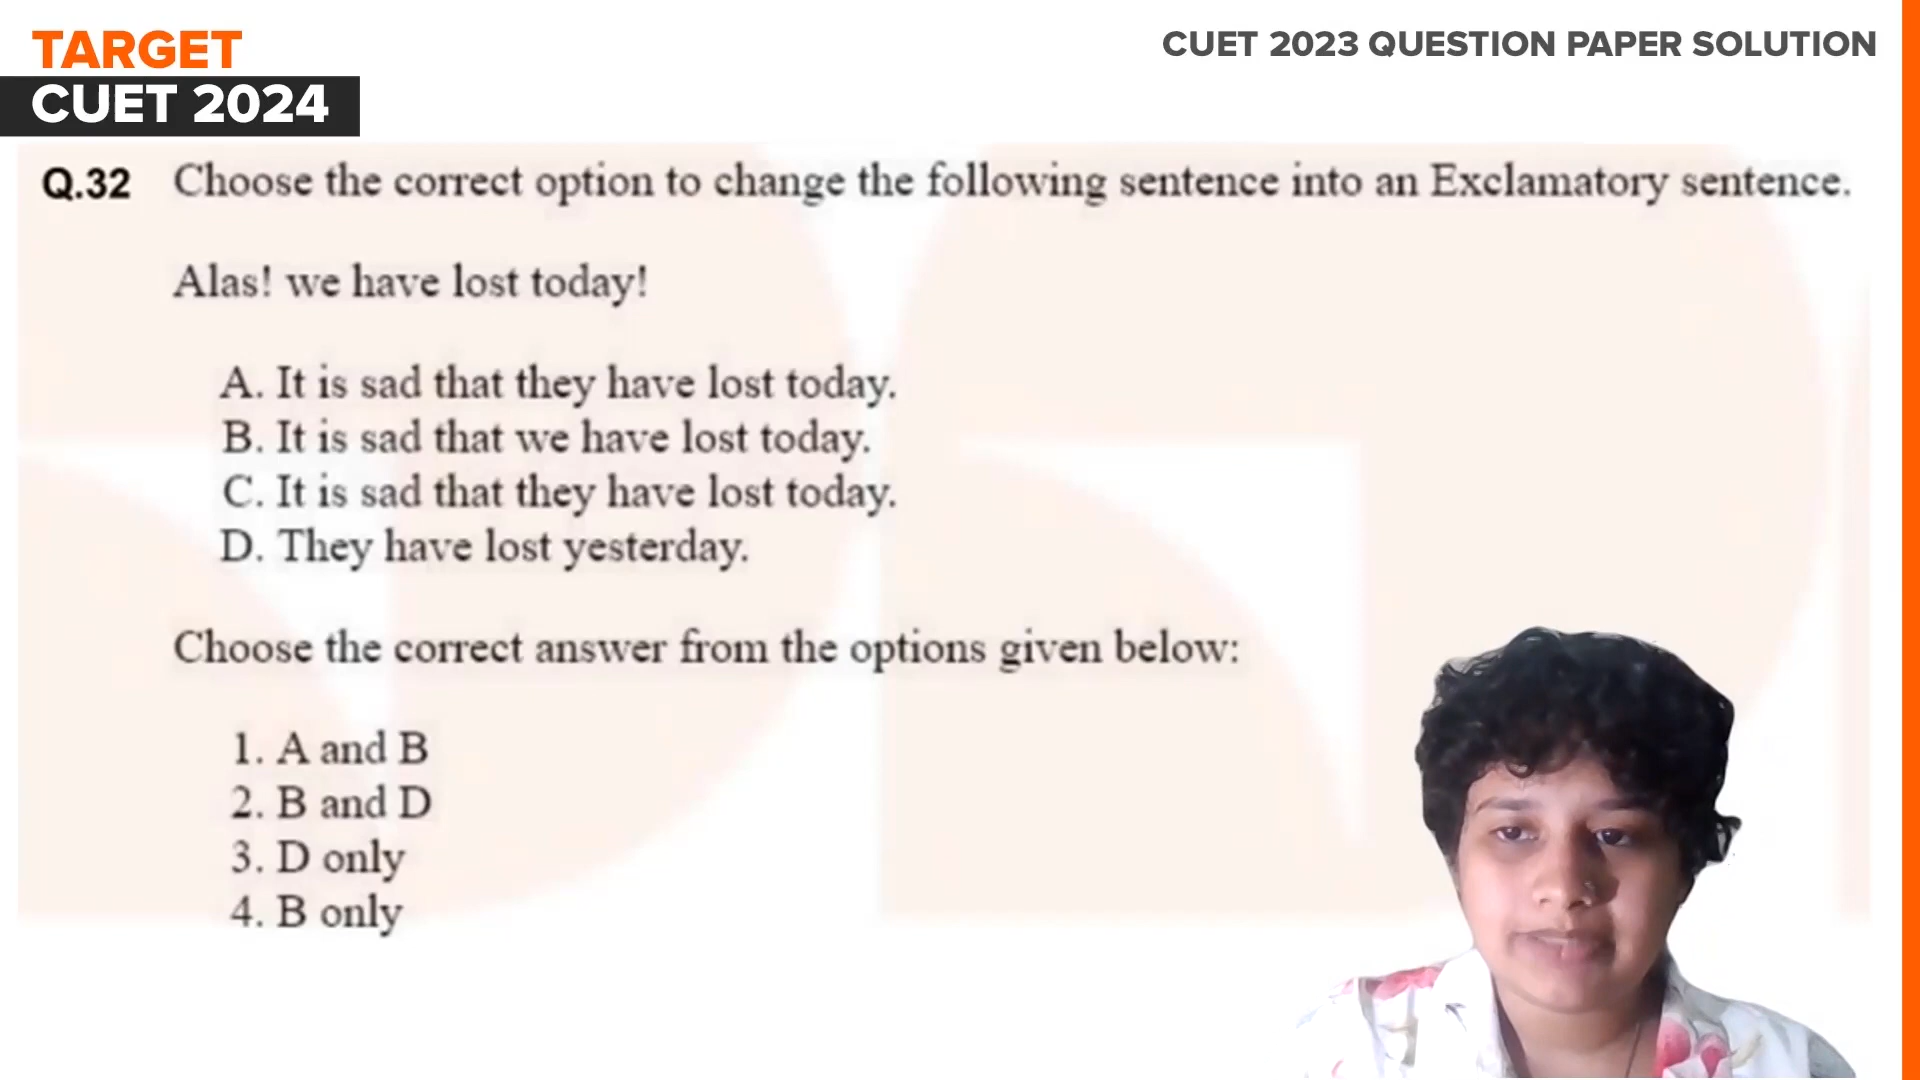 TARGET
CUET 2024
CUET 2023 QUESTION PAPER SOLUTION
Q.32 Choose the correct option to change the following sentence into an Exclamatory sentence.
Alas! we have lost today!
A. It is sad that they have lost today.
B. It is sad that we have lost today.
C. It is sad that they have lost today.
D. They have lost yesterday.
Choose the correct answer from the options given below:
1. A and B
2. B and D
3. D only
4. B only